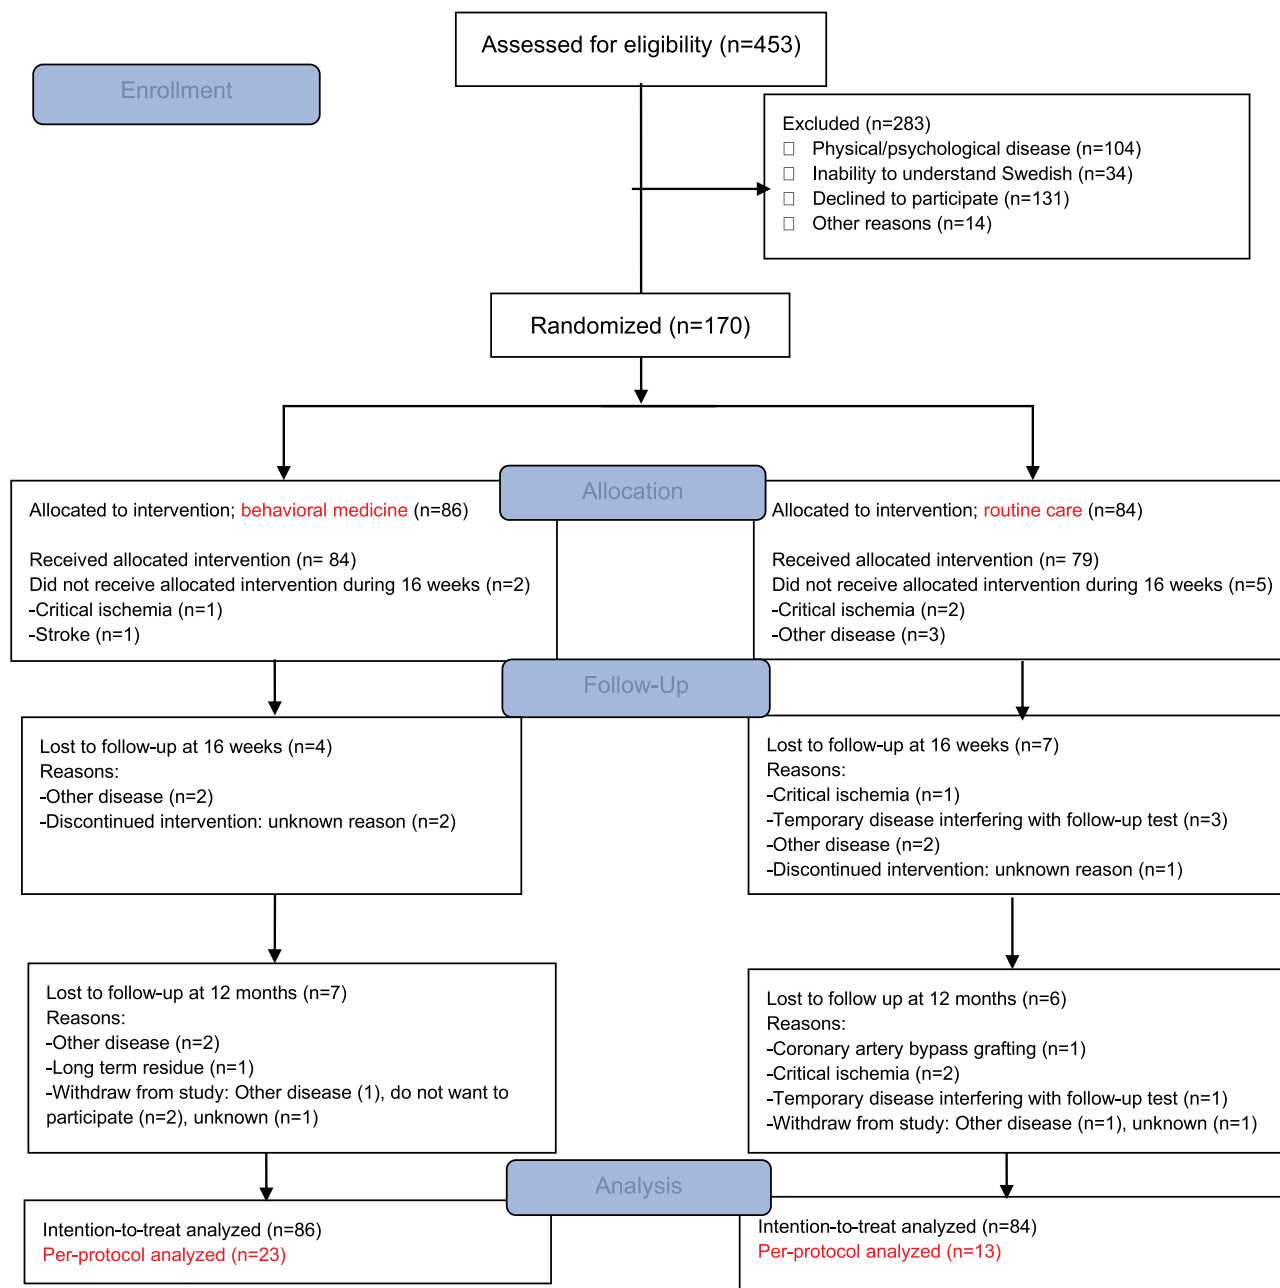 Assessed for eligibility (n=453)
Enrollment
Excluded (n=283)
Physical/psychological disease (n=104)
Inability to understand Swedish (n=34)
Declined to participate (n=131)
Other reasons (n=14)
Randomized (n=170)
Allocation
Allocated to intervention; behavioral medicine (n=86)
Received allocated intervention (n= 84)
Did not receive allocated intervention during 16 weeks (n=2)
-Critical ischemia (n=1)
-Stroke (n=1)
Allocated to intervention; routine care (n=84)
Received allocated intervention (n= 79)
Did not receive allocated intervention during 16 weeks (n=5)
-Critical ischemia (n=2)
-Other disease (n=3)
Follow-Up
Lost to follow-up at 16 weeks (n=4)
Reasons:
-Other disease (n=2)
-Discontinued intervention: unknown reason (n=2)
Lost to follow-up at 16 weeks (n=7)
Reasons:
-Critical ischemia (n=1)
-Temporary disease interfering with follow-up test (n=3)
-Other disease (n=2)
-Discontinued intervention: unknown reason (n=1)
Lost to follow-up at 12 months (n=7)
Reasons:
-Other disease (n=2)
-Long term residue (n=1)
-Withdraw from study: Other disease (1), do not want to
participate (n=2), unknown (n=1)
Lost to follow up at 12 months (n=6)
Reasons:
-Coronary artery bypass grafting (n=1)
-Critical ischemia (n=2)
-Temporary disease interfering with follow-up test (n=1)
-Withdraw from study: Other disease (n=1), unknown (n=1)
Analysis
Intention-to-treat analyzed (n=86)
Per-protocol analyzed (n=23)
Intention-to-treat analyzed (n=84)
Per-protocol analyzed (n=13)